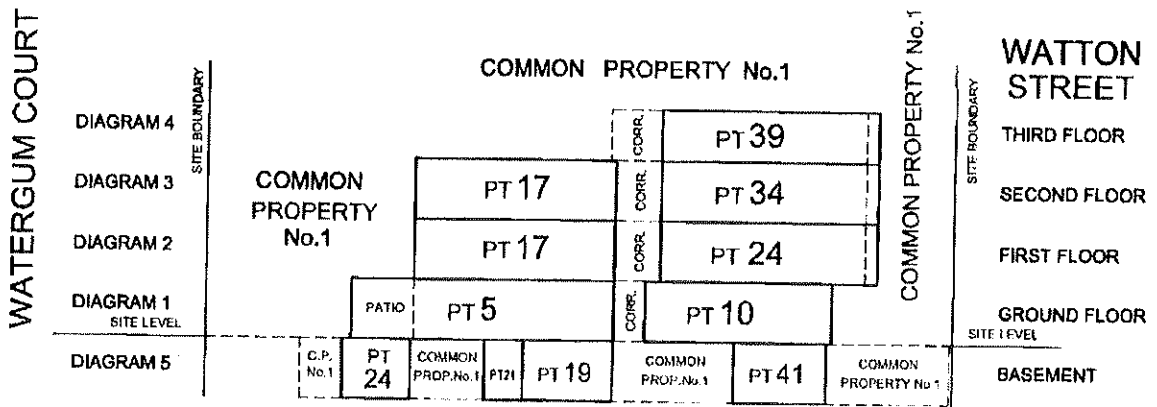 WATERGUM COURT
SITE BOUNDARY
COMMON PROPERTY No.1
COMMON PROPERTY No.1
SITE BOUNDARY
WATTON
STREET
DIAGRAM 4
CORR.
PT 39
THIRD FLOOR
DIAGRAM 3
COMMON
PROPERTY
No.1
PT 17
CORR.
PT 34
SECOND FLOOR
DIAGRAM 2
PT 17
CORR.
PT 24
FIRST FLOOR
DIAGRAM 1
SITE LEVEL
PATIO
PT 5
CORR.
PT 10
GROUND FLOOR
SITE LEVEL
DIAGRAM 5
C.P.
No.1
PT
24
COMMON
PROP.No.1
PT21
PT 19
COMMON
PROP.No.1
PT 41
COMMON
PROPERTY No 1
BASEMENT